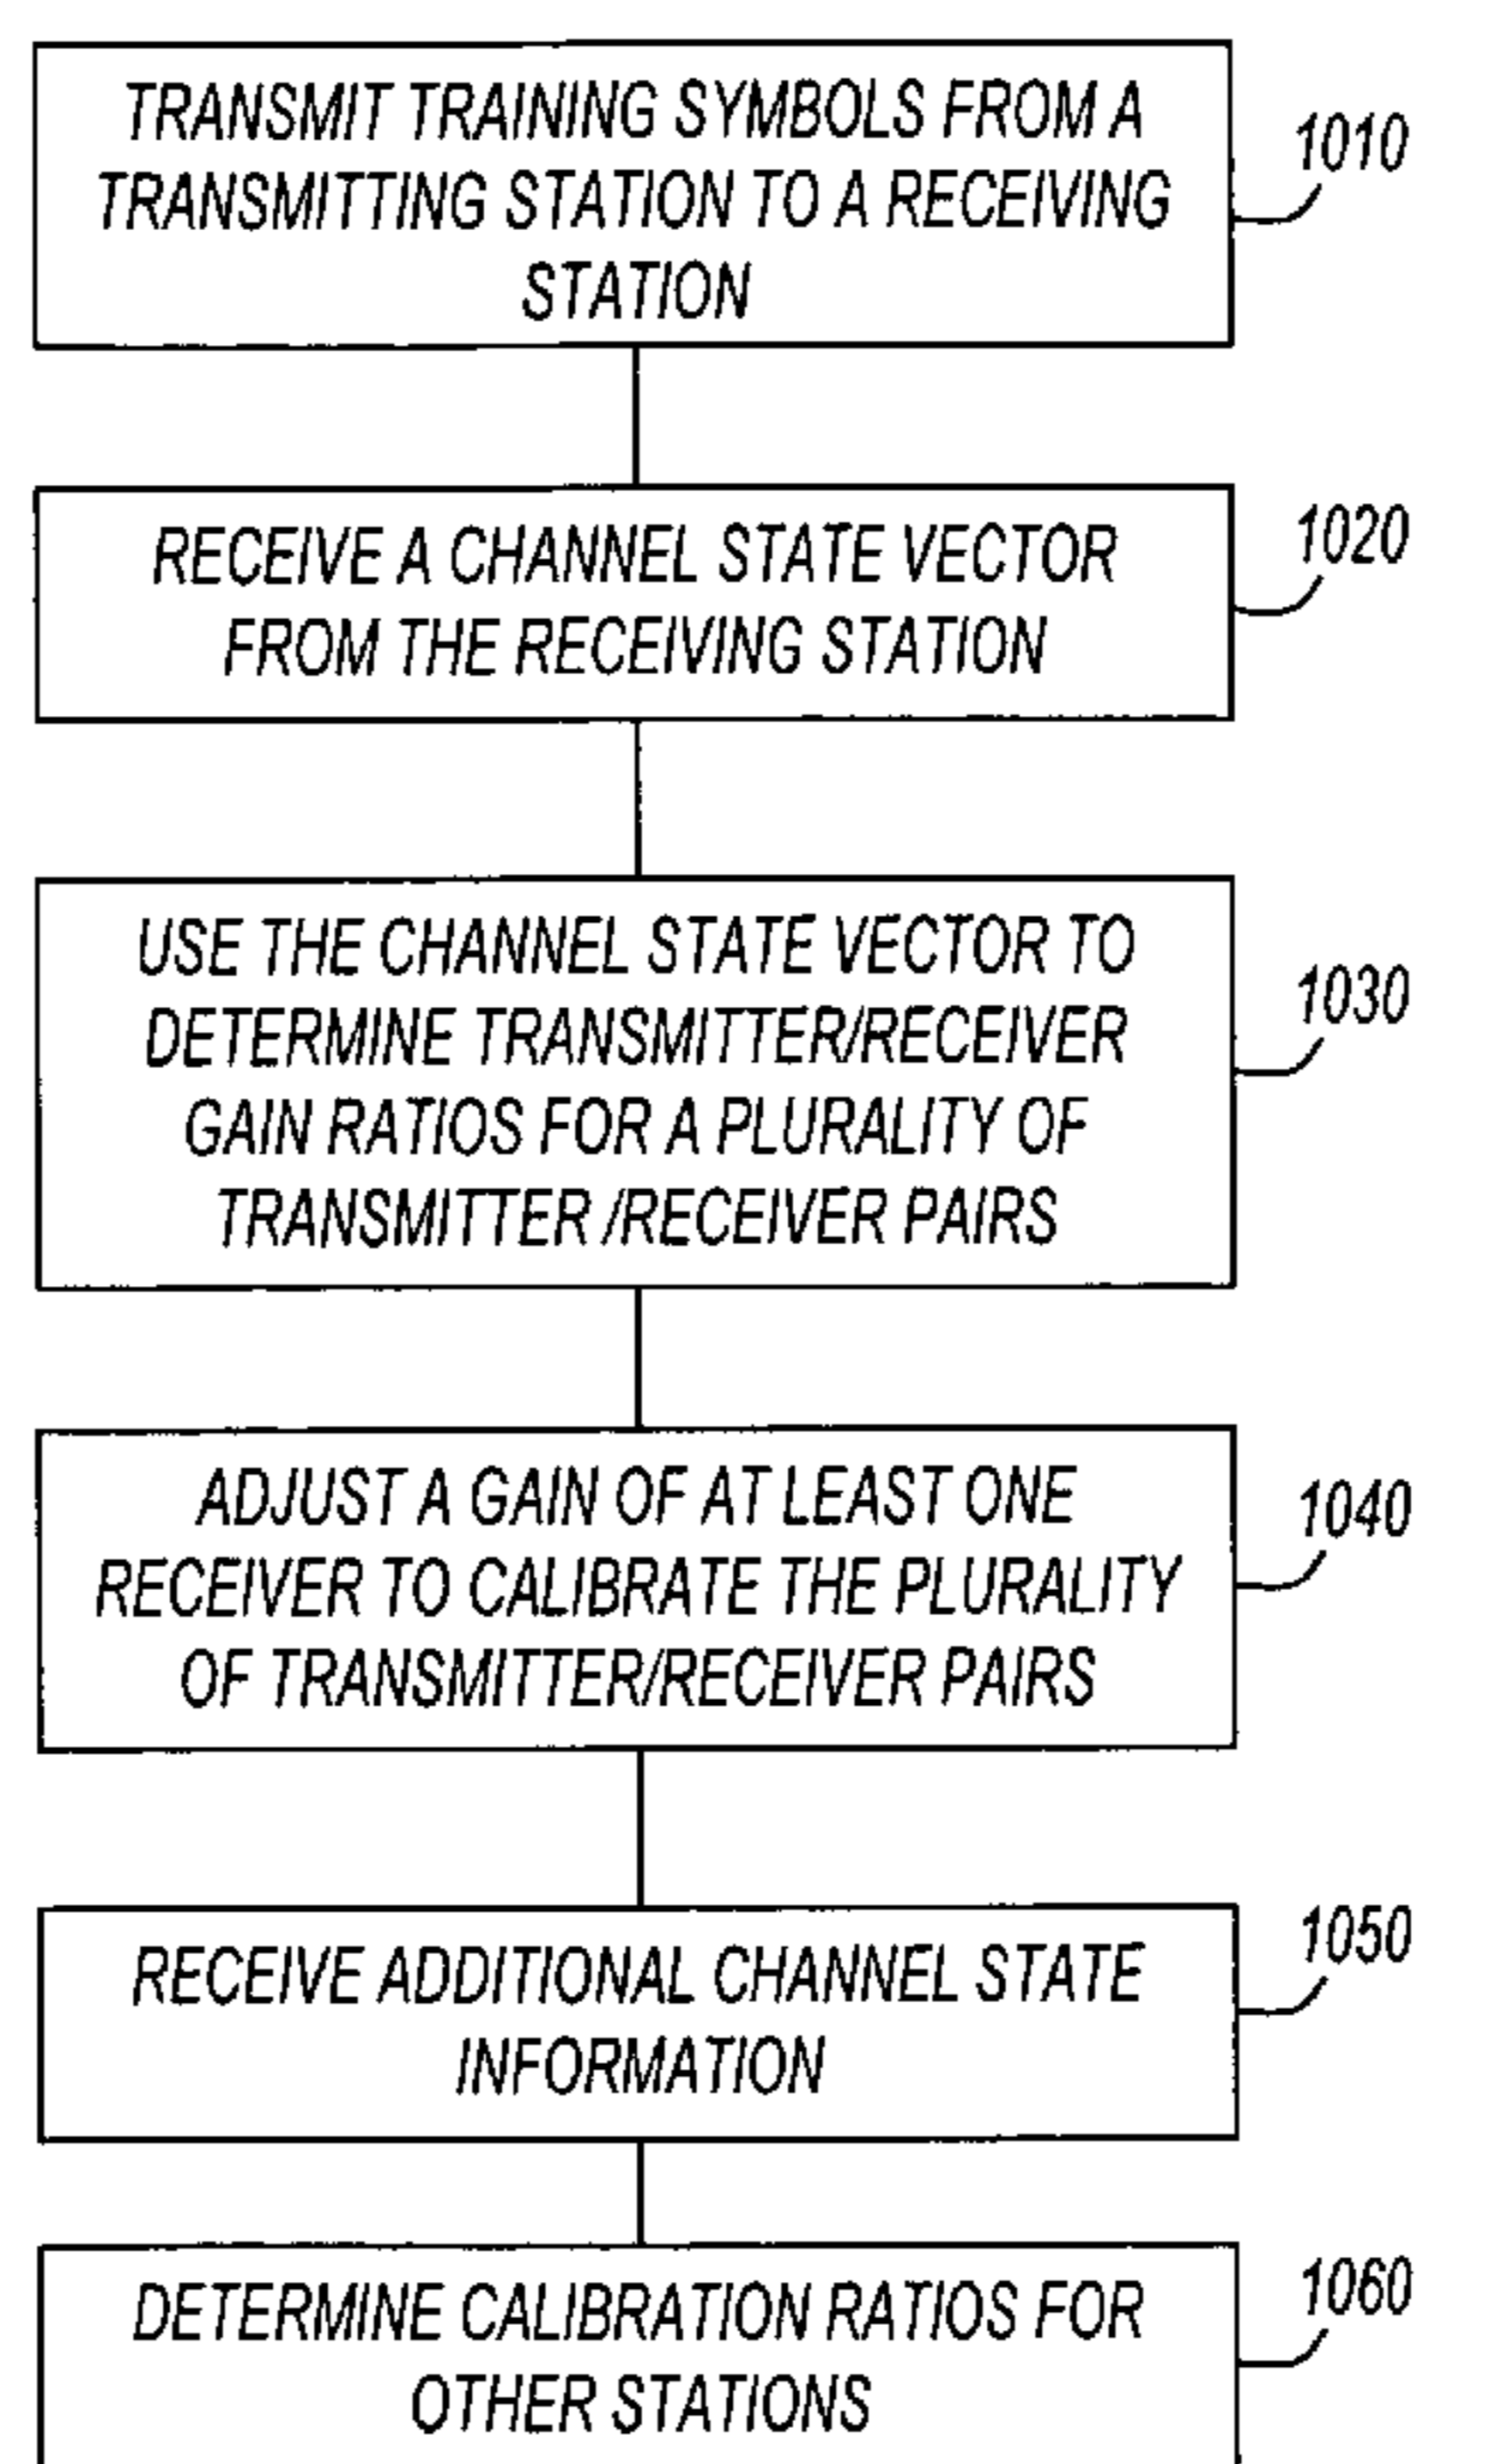 TRANSMIT TRAINING SYMBOLS FROM A
TRANSMITTING STATION TO A RECEIVING
STATION
1010
RECEIVE A CHANNEL STATE VECTOR
FROM THE RECEIVING STATION
1020
USE THE CHANNEL STATE VECTOR TO
DETERMINE TRANSMITTER/RECEIVER
GAIN RATIOS FOR A PLURALITY OF
TRANSMITTER /RECEIVER PAIRS
1030
ADJUST A GAIN OF AT LEAST ONE
RECEIVER TO CALIBRATE THE PLURALITY
OF TRANSMITTER/RECEIVER PAIRS
1040
RECEIVE ADDITIONAL CHANNEL STATE
INFORMATION
1050
DETERMINE CALIBRATION RATIOS FOR
OTHER STATIONS
1060